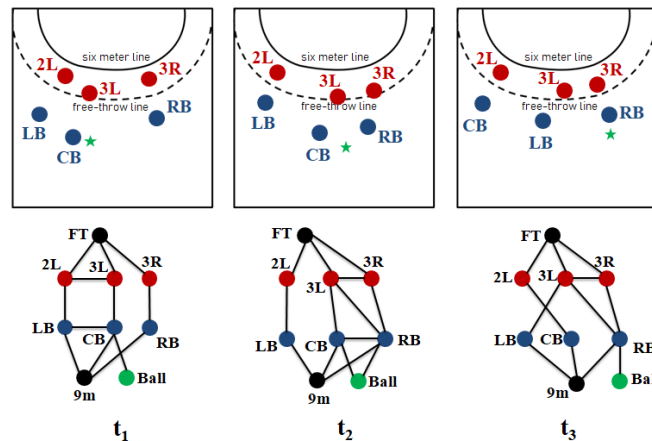 six meter line
2L
3R
3L
free-throw line
RB
LB
CB
six meter line
2L
3R
3L
free-throw line
LB
RB
CB
six meter line
2L
3R
3L
free-throw line
CB
RB
LB
FT
2L
3L
3R
LB
CB
RB
9m
Ball
FT
2L
3R
3L
LB
CB
RB
9m
Ball
FT
3R
2L
3L
LB
CB
RB
9m
Ball
t1
t2
t3